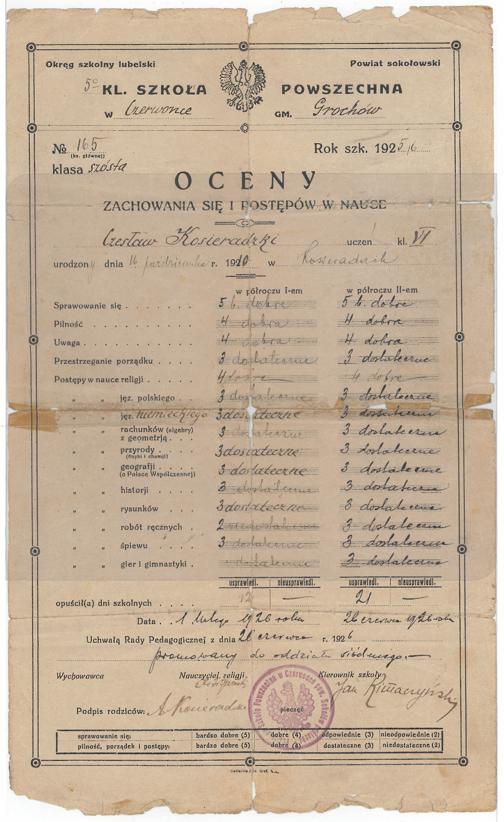 Okręg szkolny lubelski Powiat sokołowski
5º KL. SZKOŁA POWSZECHNA
W Czerwonce GM. Grochów
№ 165 Rok szk. 1925/6
(ks. głównej)
klasa szósta
OCENY
ZACHOWANIA SIĘ I POSTĘPÓW W NAUCE
Czesław Kosieradzki uczeń kl. VI
urodzony dnia 16 października r. 1910 w Kosieradach
w półroczu I-em w półroczu II-em
Sprawowanie się 5 b. dobre 5 b. dobre
Pilność 4 dobra 4 dobra
Uwaga 4 dobra 4 dobra
Przestrzeganie porządku 3 dostateczne 3 dostateczne
Postępy w nauce religji 4 dobre 4 dobre
" " jęz. polskiego 3 dostateczne 3 dostateczne
" " jęz. niemieckiego 3 dostateczne 3 dostateczne
" " rachunków (algebry) z geometrją 3 dostateczne 3 dostateczne
" " przyrody (fizyki i chemji) 3 dostateczne 3 dostateczne
" " geografji (o Polsce Współczesnej) 3 dostateczne 3 dostateczne
" " historji 3 dostateczne 3 dostateczne
" " rysunków 3 dostateczne 3 dostateczne
" " robót ręcznych 2 niedostateczne 3 dostateczne
" " śpiewu 3 dostateczne 3 dostateczne
" " gier i gimnastyki dostateczne 3 dostateczne
usprawiedl. nieusprawiedl. usprawiedl. nieusprawiedl.
opuścił(a) dni szkolnych 12 — 21 —
Data 1 lutego 1926 roku 26 czerwca 1926 roku
Uchwałą Rady Pedagogicznej z dnia 26 czerwca r. 1926
promowany do oddziału siódmego
Wychowawca Nauczyciel religji Kierownik szkoły
Jan
Podpis rodziców: A. Kosieradzki pieczęć
sprawowanie się: bardzo dobre (5) dobre (4) odpowiednie (3) nieodpowiednie (2)
pilność, porządek i postępy: bardzo dobre (5) dobre (4) dostateczne (3) niedostateczne (2)